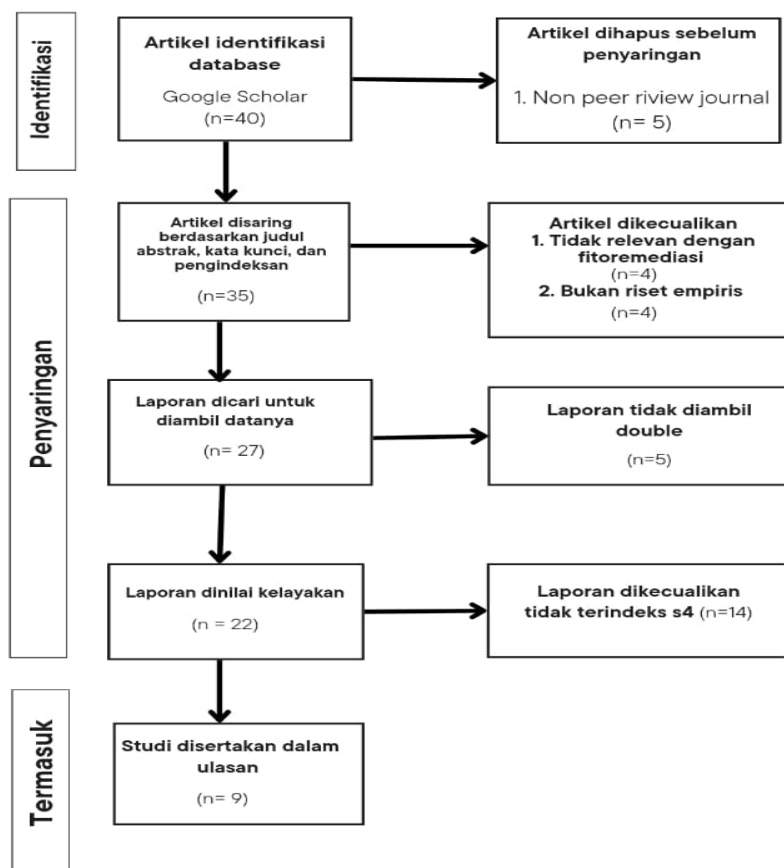 Identifikasi
Artikel identifikasi
database
Google Scholar
(n=40)
Artikel dihapus sebelum
penyaringan
1. Non peer riview journal
(n= 5)
Penyaringan
Artikel disaring
berdasarkan judul
abstrak, kata kunci, dan
pengindeksan
(n=35)
Artikel dikecualikan
1. Tidak relevan dengan
fitoremediasi
(n=4)
2. Bukan riset empiris
(n=4)
Laporan dicari untuk
diambil datanya
(n= 27)
Laporan tidak diambil
double
(n=5)
Laporan dinilai kelayakan
(n = 22)
Laporan dikecualikan
tidak terindeks s4 (n=14)
Termasuk
Studi disertakan dalam
ulasan
(n= 9)